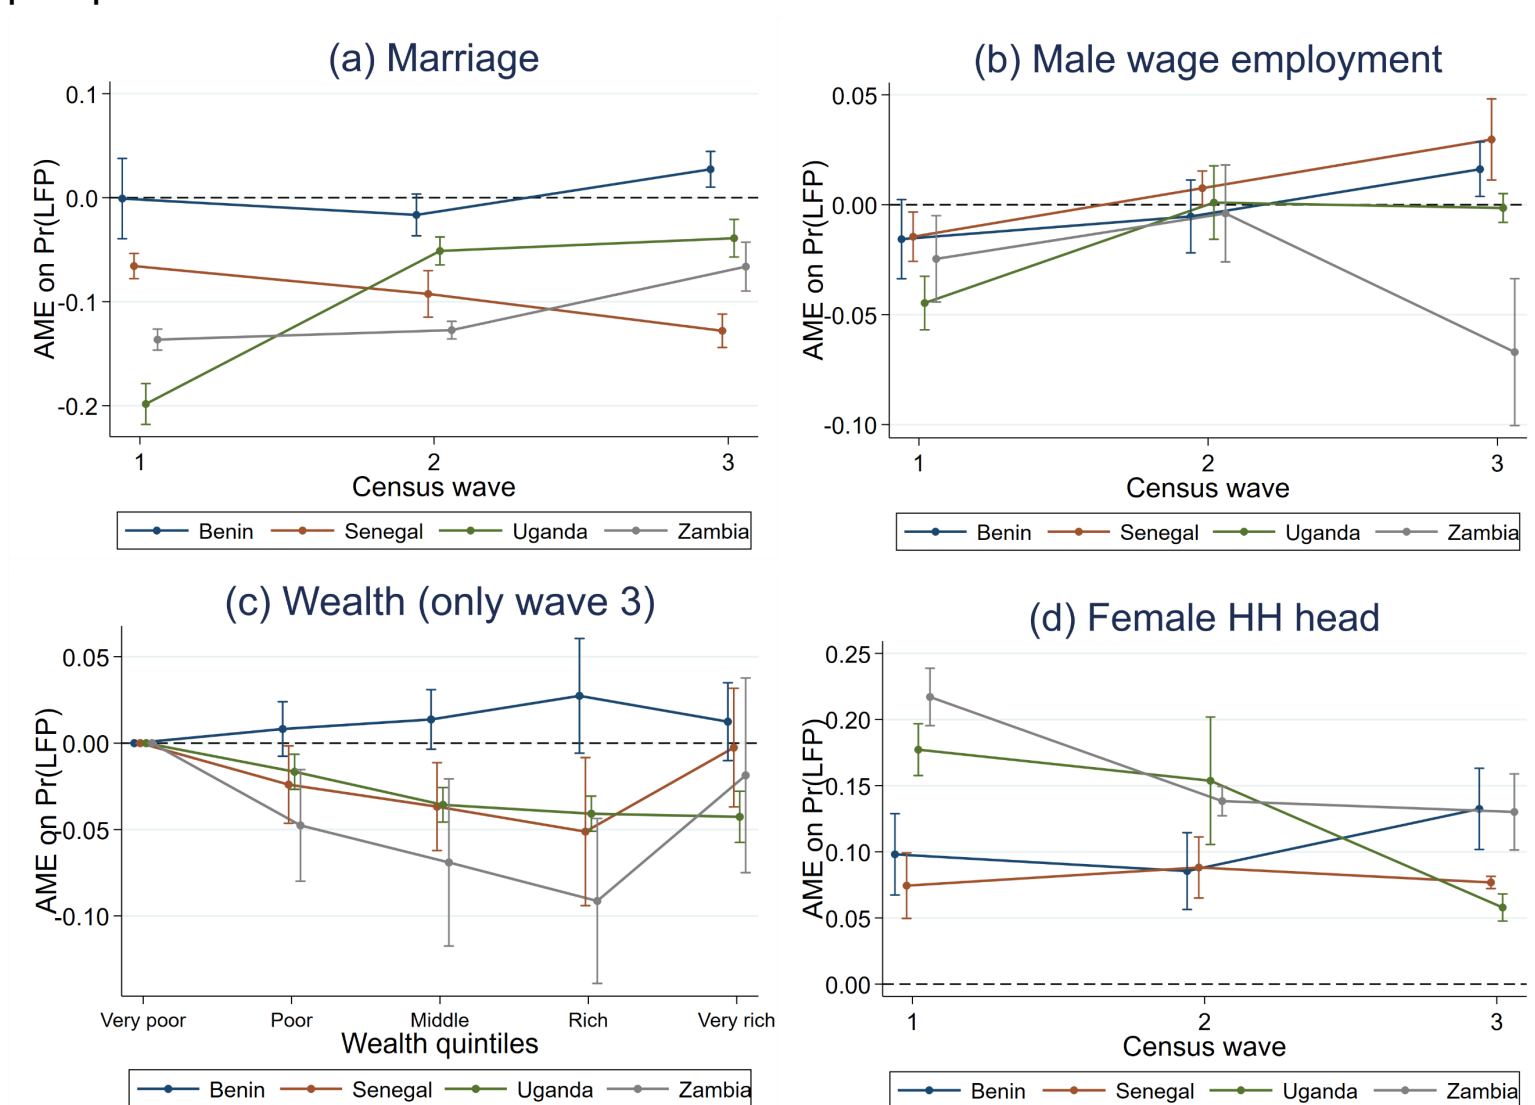 (a) Marriage
AME on Pr(LFP)
0.1
0.0
-0.1
-0.2
1 2 3
Census wave
Benin Senegal Uganda Zambia
(b) Male wage employment
AME on Pr(LFP)
0.05
0.00
-0.05
-0.10
1 2 3
Census wave
Benin Senegal Uganda Zambia
(c) Wealth (only wave 3)
AME on Pr(LFP)
0.05
0.00
-0.05
-0.10
Very poor Poor Middle Rich Very rich
Wealth quintiles
Benin Senegal Uganda Zambia
(d) Female HH head
AME on Pr(LFP)
0.25
0.20
0.15
0.10
0.05
0.00
1 2 3
Census wave
Benin Senegal Uganda Zambia